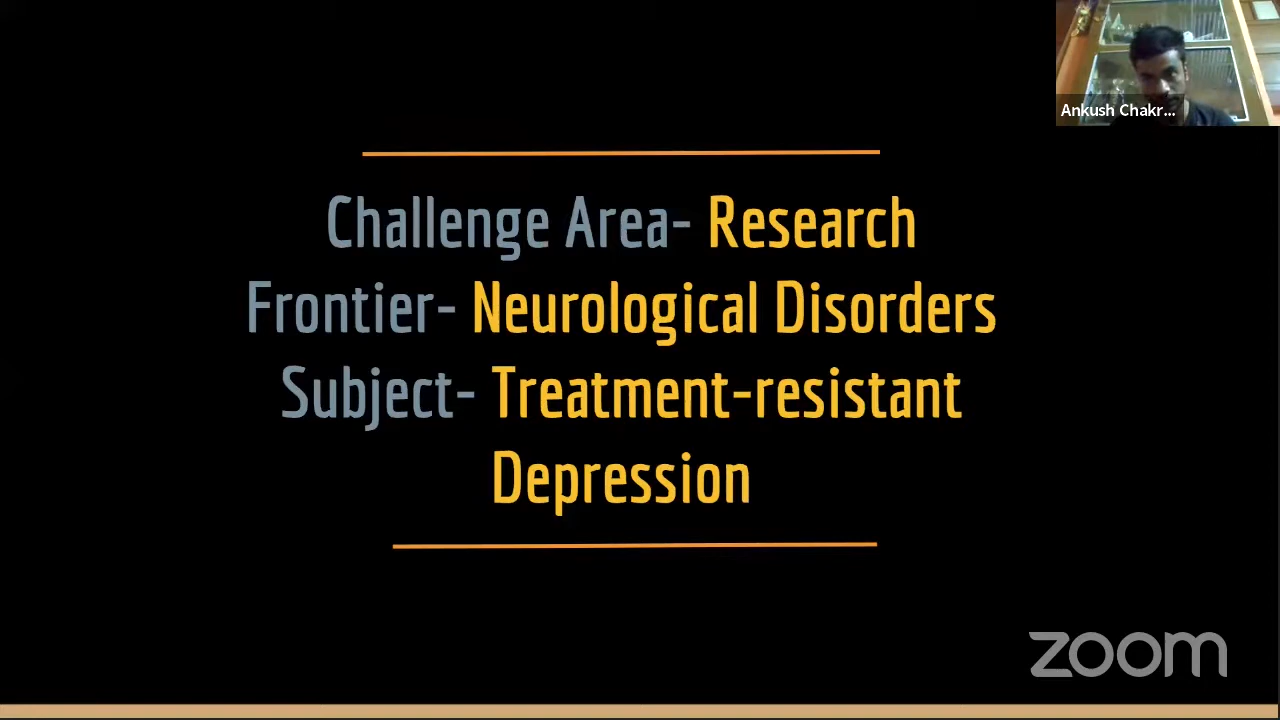 Ankush Chakr...
Challenge Area- Research
Frontier- Neurological Disorders
Subject- Treatment-resistant
Depression
zoom